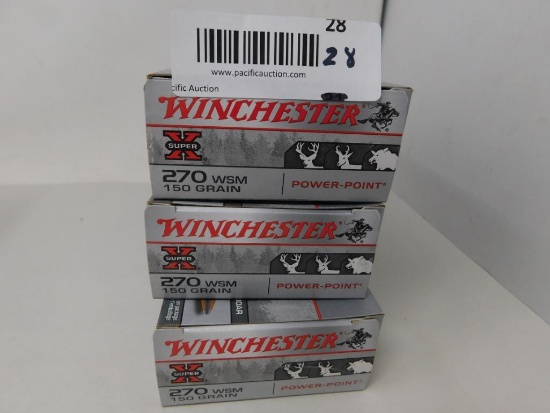 28
28
www.pacificauction.com
cific Auction
WINCHESTER
SUPER X
270 WSM
150 GRAIN
POWER-POINT®
WINCHESTER
SUPER X
270 WSM
150 GRAIN
POWER-POINT®
WINCHESTER
SUPER X
270 WSM
150 GRAIN
POWER-POINT®